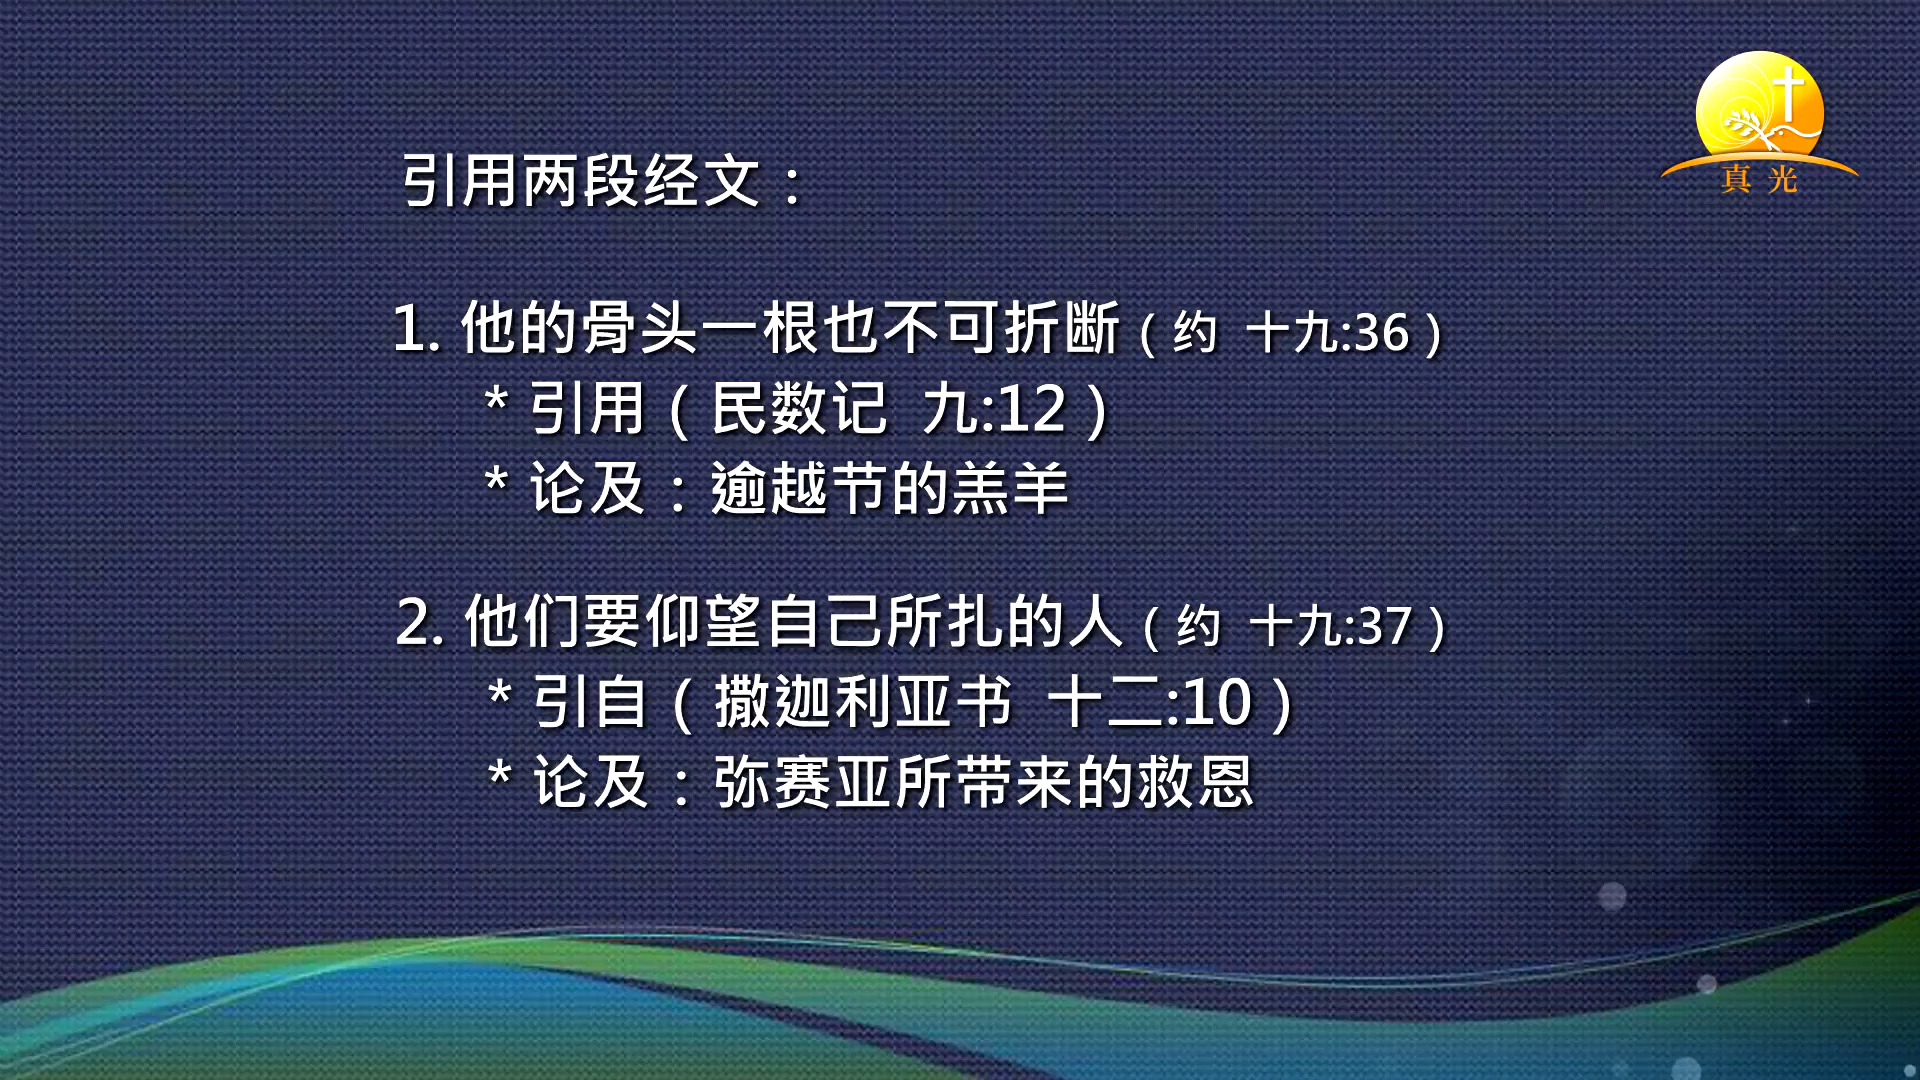 真光
引用两段经文：
1. 他的骨头一根也不可折断（约 十九:36）
* 引用（民数记 九:12）
* 论及：逾越节的羔羊
2. 他们要仰望自己所扎的人（约 十九:37）
* 引自（撒迦利亚书 十二:10）
* 论及：弥赛亚所带来的救恩